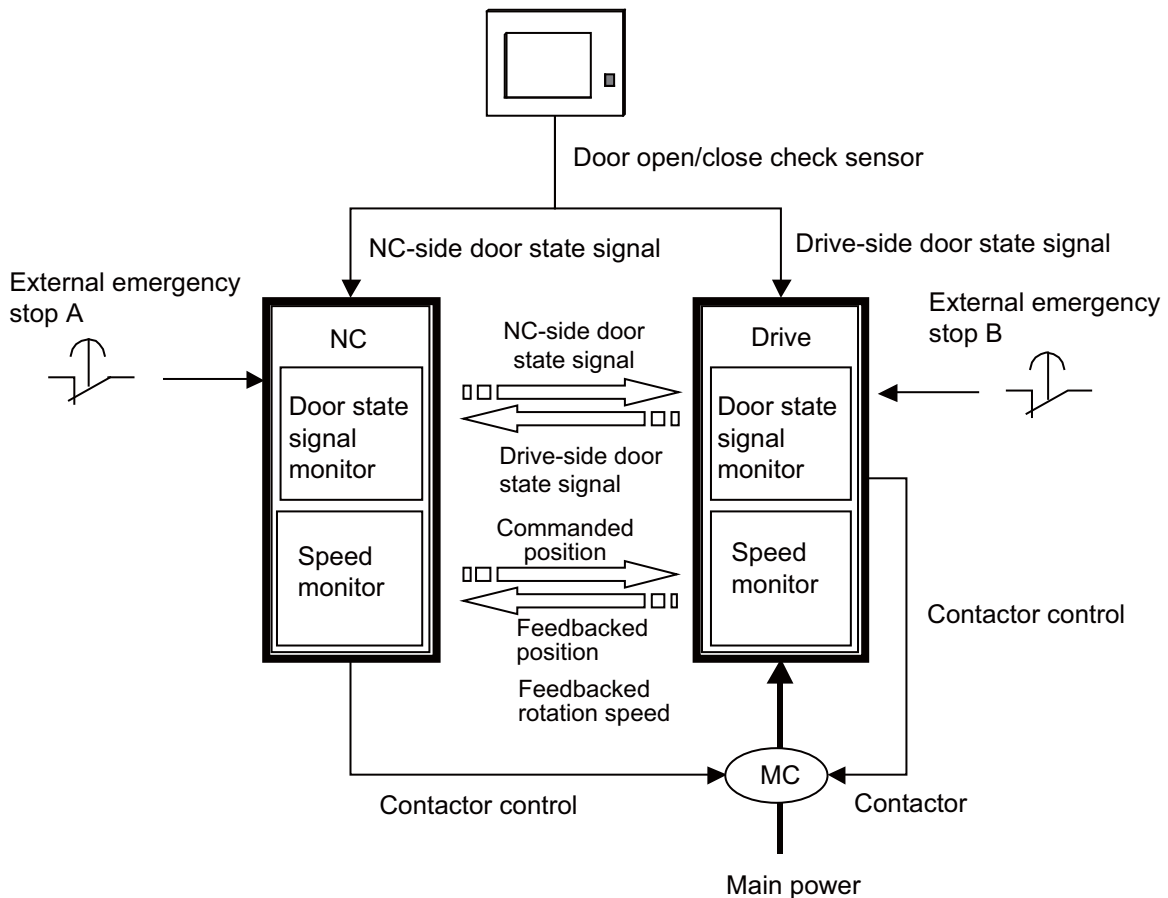 Door open/close check sensor
NC-side door state signal
Drive-side door state signal
External emergency
stop A
External emergency
stop B
NC
Door state
signal
monitor
Speed
monitor
NC-side door
state signal
Drive-side door
state signal
Commanded
position
Feedbacked
position
Feedbacked
rotation speed
Drive
Door state
signal
monitor
Speed
monitor
Contactor control
MC
Contactor control
Contactor
Main power